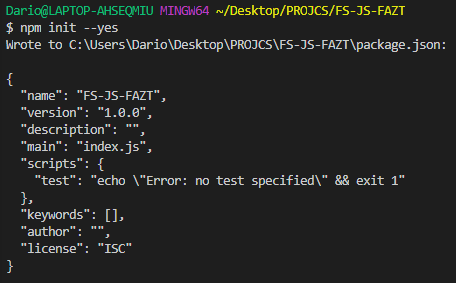 Dario@LAPTOP-AHSEQMIU MINGW64 ~/Desktop/PROJCS/FS-JS-FAZT
$ npm init --yes
Wrote to C:\Users\Dario\Desktop\PROJCS\FS-JS-FAZT\package.json:

{
  "name": "FS-JS-FAZT",
  "version": "1.0.0",
  "description": "",
  "main": "index.js",
  "scripts": {
    "test": "echo \"Error: no test specified\" && exit 1"
  },
  "keywords": [],
  "author": "",
  "license": "ISC"
}